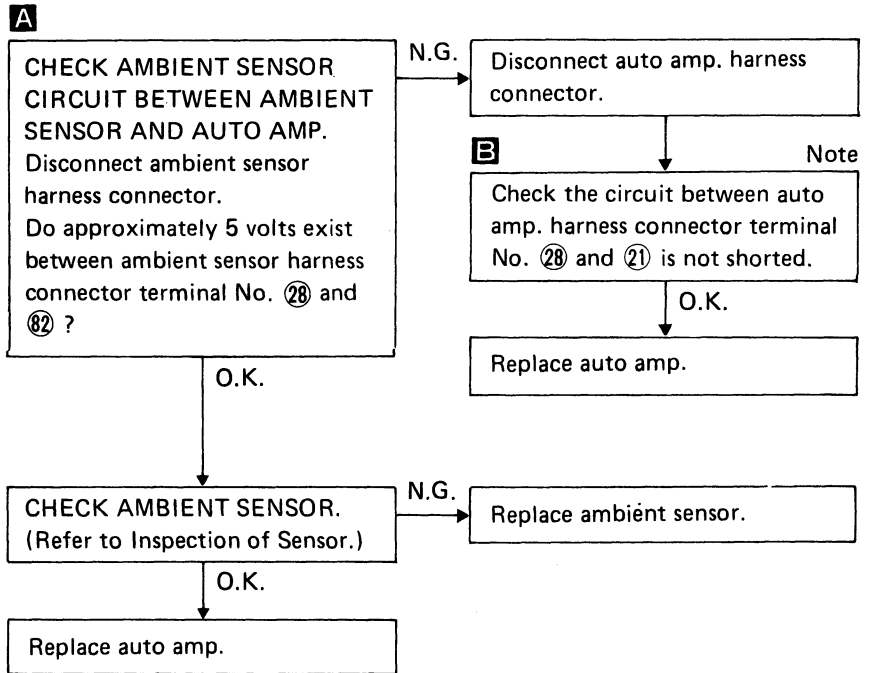 A
CHECK AMBIENT SENSOR
CIRCUIT BETWEEN AMBIENT
SENSOR AND AUTO AMP.
Disconnect ambient sensor
harness connector.
Do approximately 5 volts exist
between ambient sensor harness
connector terminal No. ㉘ and
82 ?
N.G.
Disconnect auto amp. harness
connector.
B
Note
Check the circuit between auto
amp. harness connector terminal
No. ㉘ and ㉑ is not shorted.
O.K.
Replace auto amp.
O.K.
CHECK AMBIENT SENSOR.
(Refer to Inspection of Sensor.)
N.G.
Replace ambient sensor.
O.K.
Replace auto amp.